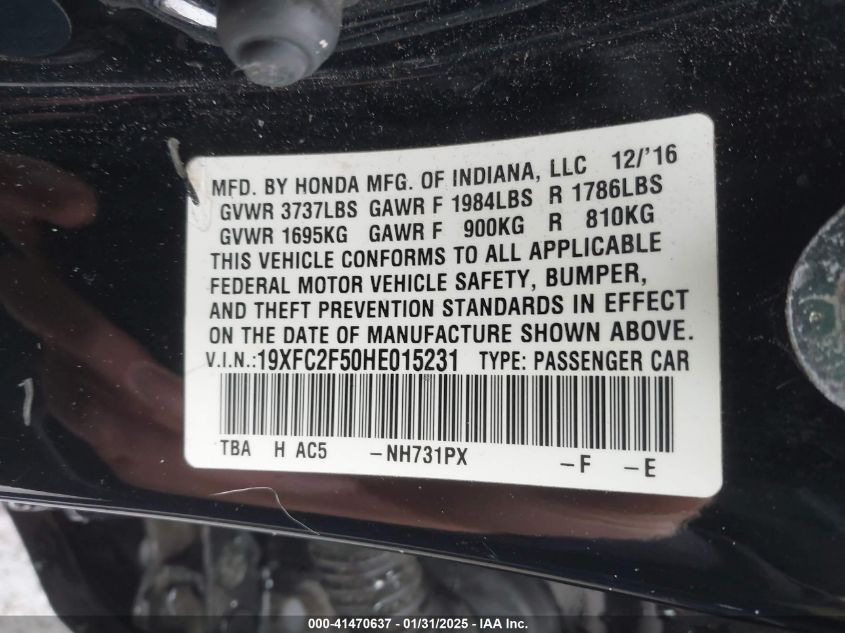 MFD. BY HONDA MFG. OF INDIANA, LLC 12/'16
GVWR 3737LBS GAWR F 1984LBS R 1786LBS
GVWR 1695KG GAWR F 900KG R 810KG
THIS VEHICLE CONFORMS TO ALL APPLICABLE
FEDERAL MOTOR VEHICLE SAFETY, BUMPER,
AND THEFT PREVENTION STANDARDS IN EFFECT
ON THE DATE OF MANUFACTURE SHOWN ABOVE.
V.I.N.:19XFC2F50HE015231 TYPE: PASSENGER CAR
TBA H AC5 -NH731PX -F -E
000-41470637 - 01/31/2025 - IAA Inc.